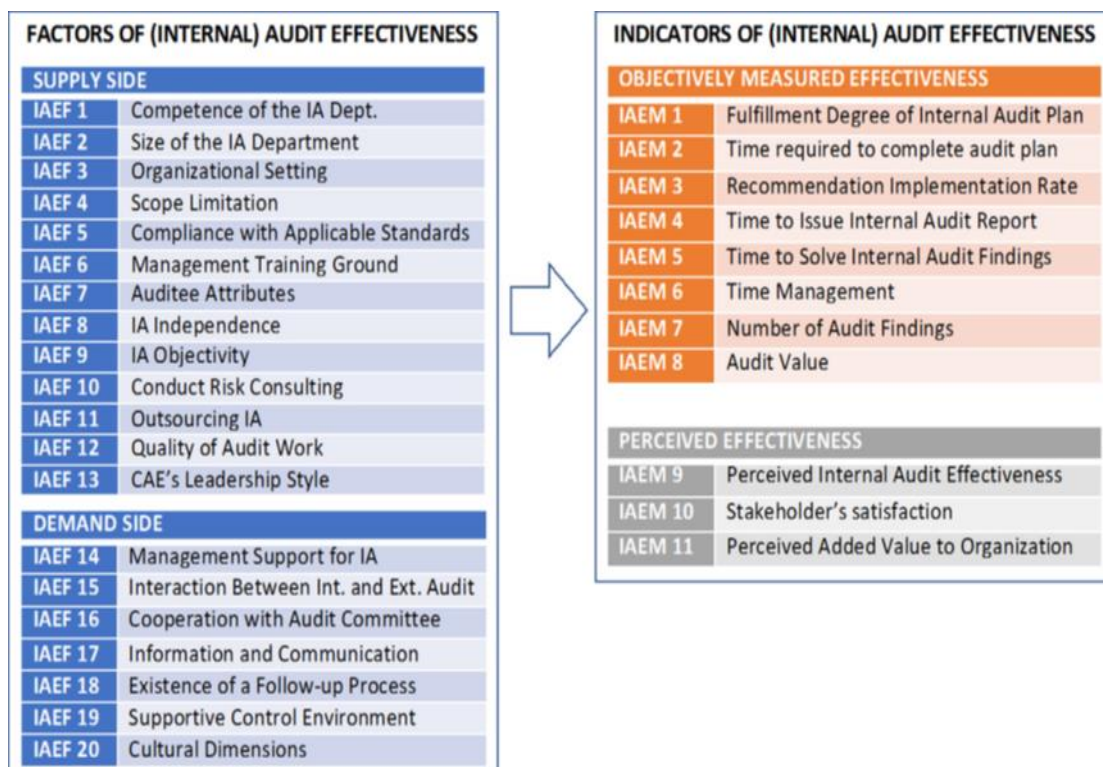 FACTORS OF (INTERNAL) AUDIT EFFECTIVENESS
SUPPLY SIDE
IAEF 1 Competence of the IA Dept.
IAEF 2 Size of the IA Department
IAEF 3 Organizational Setting
IAEF 4 Scope Limitation
IAEF 5 Compliance with Applicable Standards
IAEF 6 Management Training Ground
IAEF 7 Auditee Attributes
IAEF 8 IA Independence
IAEF 9 IA Objectivity
IAEF 10 Conduct Risk Consulting
IAEF 11 Outsourcing IA
IAEF 12 Quality of Audit Work
IAEF 13 CAE's Leadership Style
DEMAND SIDE
IAEF 14 Management Support for IA
IAEF 15 Interaction Between Int. and Ext. Audit
IAEF 16 Cooperation with Audit Committee
IAEF 17 Information and Communication
IAEF 18 Existence of a Follow-up Process
IAEF 19 Supportive Control Environment
IAEF 20 Cultural Dimensions
INDICATORS OF (INTERNAL) AUDIT EFFECTIVENESS
OBJECTIVELY MEASURED EFFECTIVENESS
IAEM 1 Fulfillment Degree of Internal Audit Plan
IAEM 2 Time required to complete audit plan
IAEM 3 Recommendation Implementation Rate
IAEM 4 Time to Issue Internal Audit Report
IAEM 5 Time to Solve Internal Audit Findings
IAEM 6 Time Management
IAEM 7 Number of Audit Findings
IAEM 8 Audit Value
PERCEIVED EFFECTIVENESS
IAEM 9 Perceived Internal Audit Effectiveness
IAEM 10 Stakeholder's satisfaction
IAEM 11 Perceived Added Value to Organization